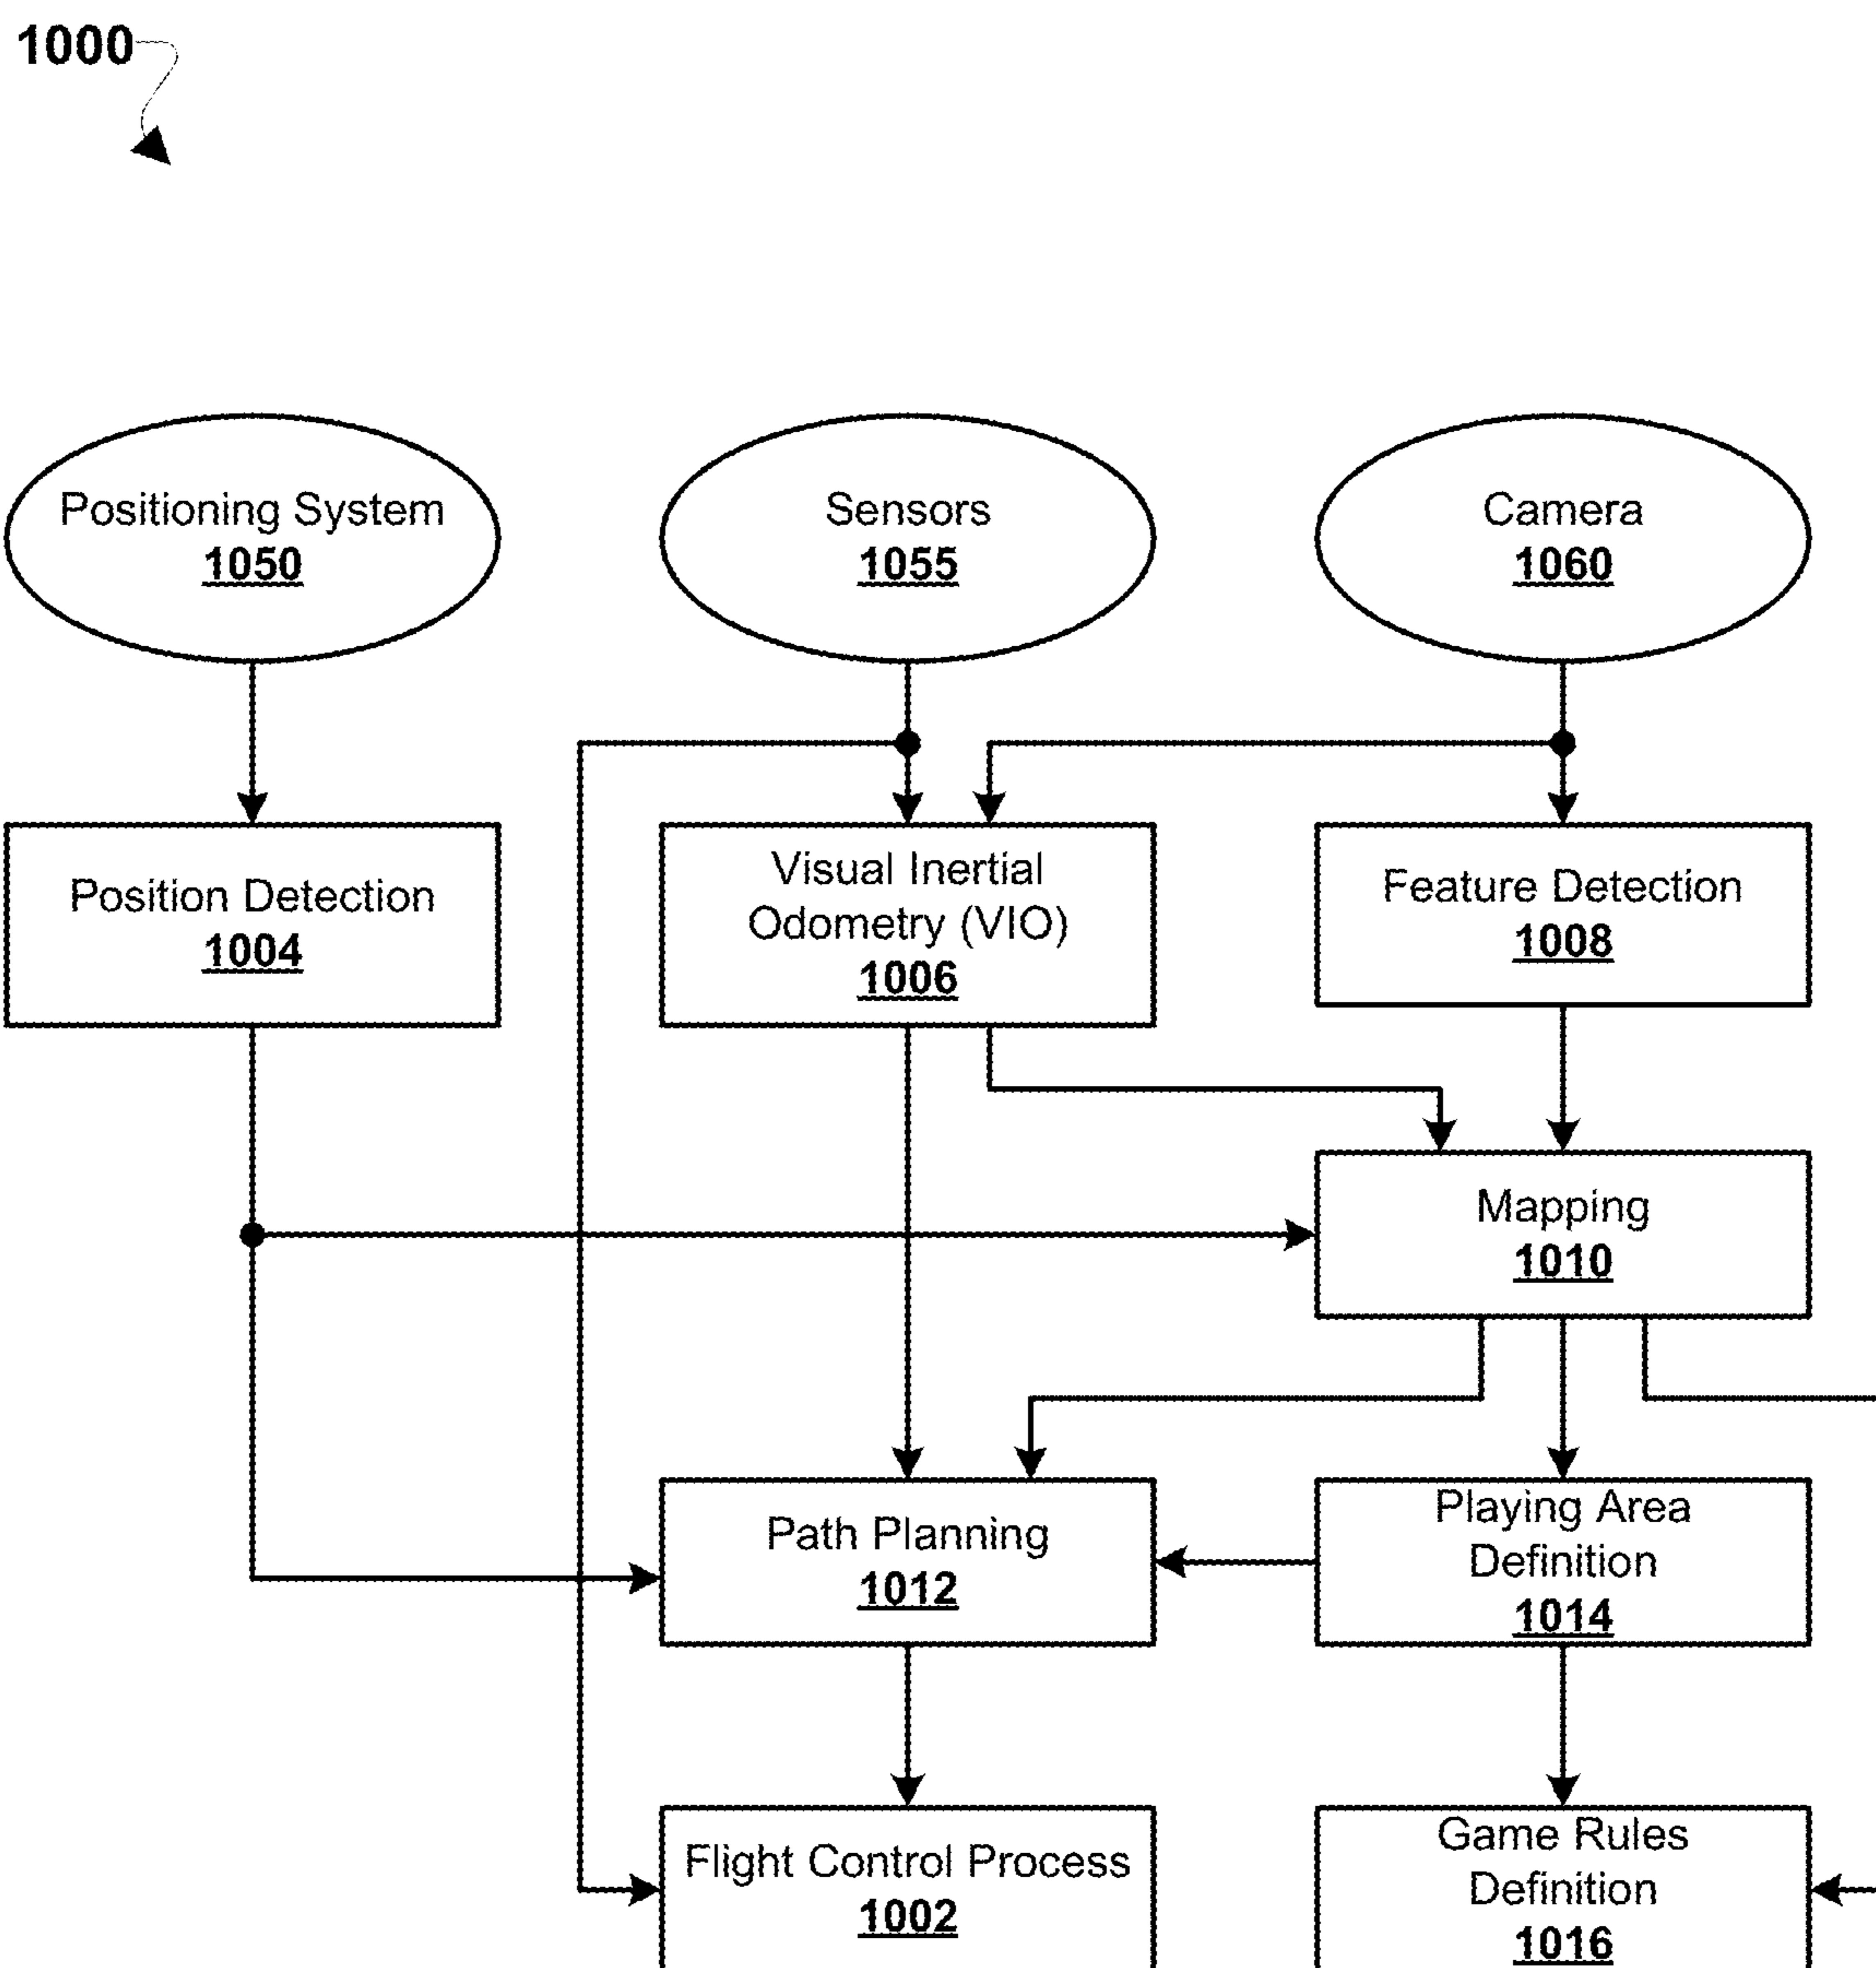 1000
Positioning System
1050
Sensors
1055
Camera
1060
Position Detection
1004
Visual Inertial
Odometry (VIO)
1006
Feature Detection
1008
Mapping
1010
Path Planning
1012
Playing Area
Definition
1014
Flight Control Process
1002
Game Rules
Definition
1016